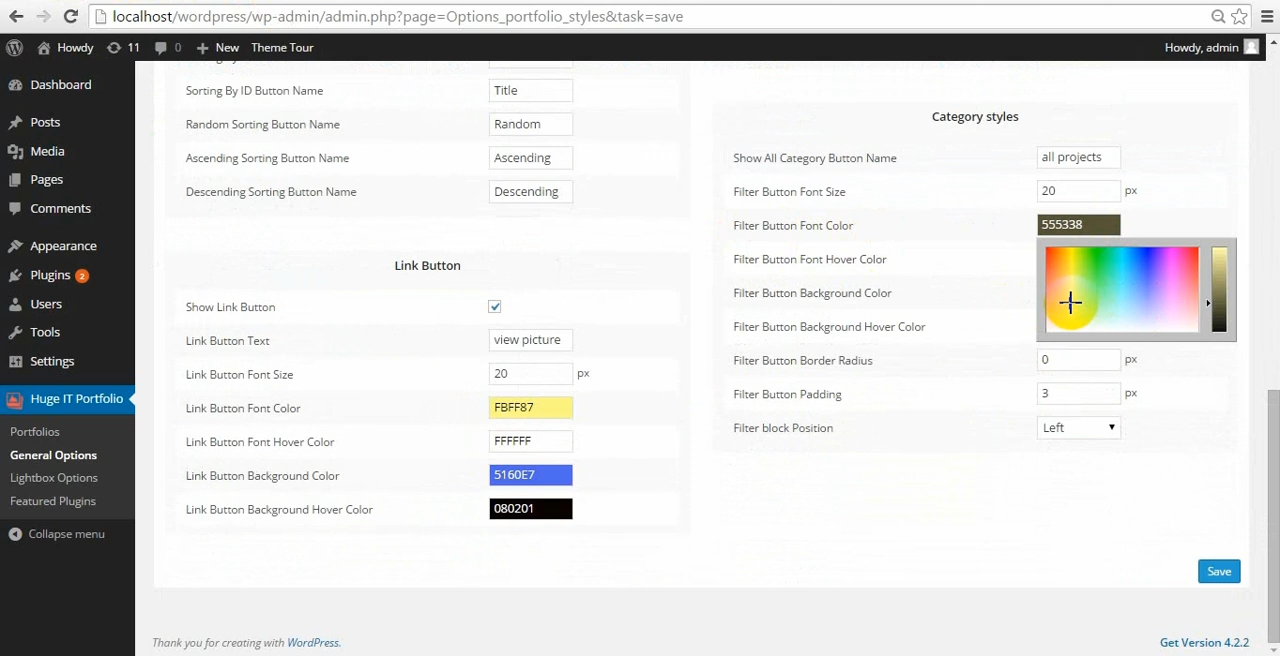 localhost/wordpress/wp-admin/admin.php?page=Options_portfolio_styles&task=save
Howdy 11 0 New Theme Tour Howdy, admin
Dashboard
Posts
Media
Pages
Comments
Appearance
Plugins 2
Users
Tools
Settings
Huge IT Portfolio
Portfolios
General Options
Lightbox Options
Featured Plugins
Collapse menu
Sorting By ID Button Name Title
Random Sorting Button Name Random
Ascending Sorting Button Name Ascending
Descending Sorting Button Name Descending
Link Button
Show Link Button
Link Button Text view picture
Link Button Font Size 20 px
Link Button Font Color FBFF87
Link Button Font Hover Color FFFFFF
Link Button Background Color 5160E7
Link Button Background Hover Color 080201
Category styles
Show All Category Button Name all projects
Filter Button Font Size 20 px
Filter Button Font Color 555338
Filter Button Font Hover Color
Filter Button Background Color
Filter Button Background Hover Color
Filter Button Border Radius 0 px
Filter Button Padding 3 px
Filter block Position Left
Save
Thank you for creating with WordPress.
Get Version 4.2.2